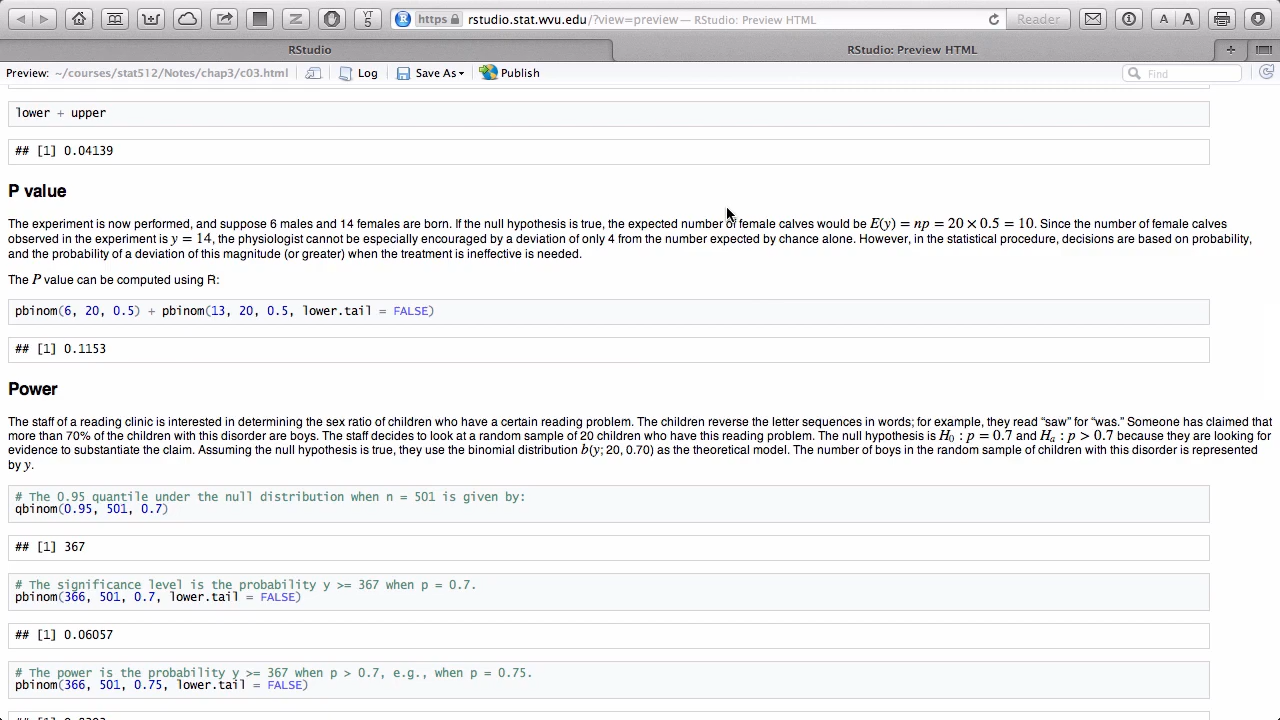 YT
5
R
https
rstudio.stat.wvu.edu/?view=preview — RStudio: Preview HTML
Reader
A A
RStudio
RStudio: Preview HTML
Preview: ~/courses/stat512/Notes/chap3/c03.html Log Save As Publish Find
lower + upper
## [1] 0.04139
P value
The experiment is now performed, and suppose 6 males and 14 females are born. If the null hypothesis is true, the expected number of female calves would be E(y) = np = 20 × 0.5 = 10. Since the number of female calves
observed in the experiment is y = 14, the physiologist cannot be especially encouraged by a deviation of only 4 from the number expected by chance alone. However, in the statistical procedure, decisions are based on probability,
and the probability of a deviation of this magnitude (or greater) when the treatment is ineffective is needed.
The P value can be computed using R:
pbinom(6, 20, 0.5) + pbinom(13, 20, 0.5, lower.tail = FALSE)
## [1] 0.1153
Power
The staff of a reading clinic is interested in determining the sex ratio of children who have a certain reading problem. The children reverse the letter sequences in words; for example, they read “saw” for “was.” Someone has claimed that
more than 70% of the children with this disorder are boys. The staff decides to look at a random sample of 20 children who have this reading problem. The null hypothesis is H0 : p = 0.7 and Ha : p > 0.7 because they are looking for
evidence to substantiate the claim. Assuming the null hypothesis is true, they use the binomial distribution b(y; 20, 0.70) as the theoretical model. The number of boys in the random sample of children with this disorder is represented
by y.
# The 0.95 quantile under the null distribution when n = 501 is given by:
qbinom(0.95, 501, 0.7)
## [1] 367
# The significance level is the probability y >= 367 when p = 0.7.
pbinom(366, 501, 0.7, lower.tail = FALSE)
## [1] 0.06057
# The power is the probability y >= 367 when p > 0.7, e.g., when p = 0.75.
pbinom(366, 501, 0.75, lower.tail = FALSE)